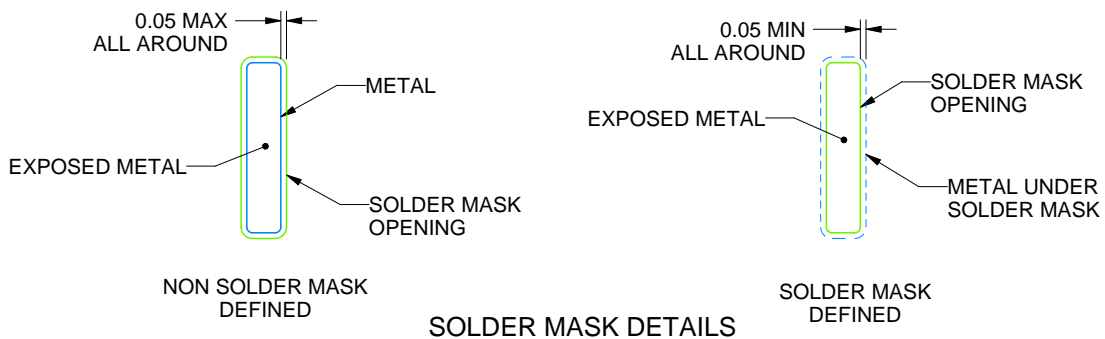 0.05 MAX
ALL AROUND
METAL
EXPOSED METAL
SOLDER MASK
OPENING
NON SOLDER MASK
DEFINED
0.05 MIN
ALL AROUND
SOLDER MASK
OPENING
EXPOSED METAL
METAL UNDER
SOLDER MASK
SOLDER MASK
DEFINED
SOLDER MASK DETAILS